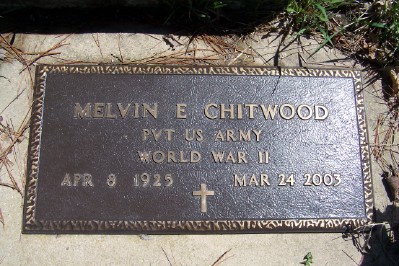 MELVIN E CHITWOOD
PVT US ARMY
WORLD WAR II
APR 8 1925 MAR 24 2003